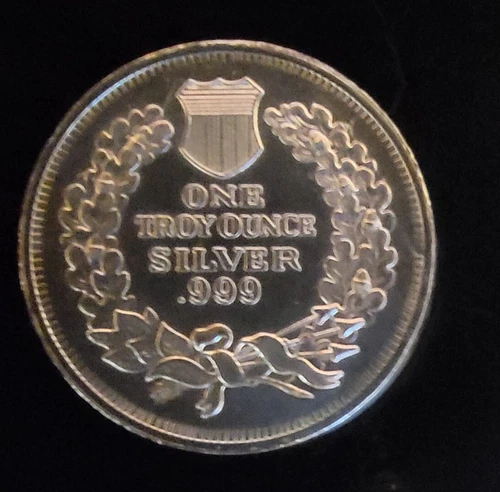 ONE
TROY OUNCE
SILVER
.999